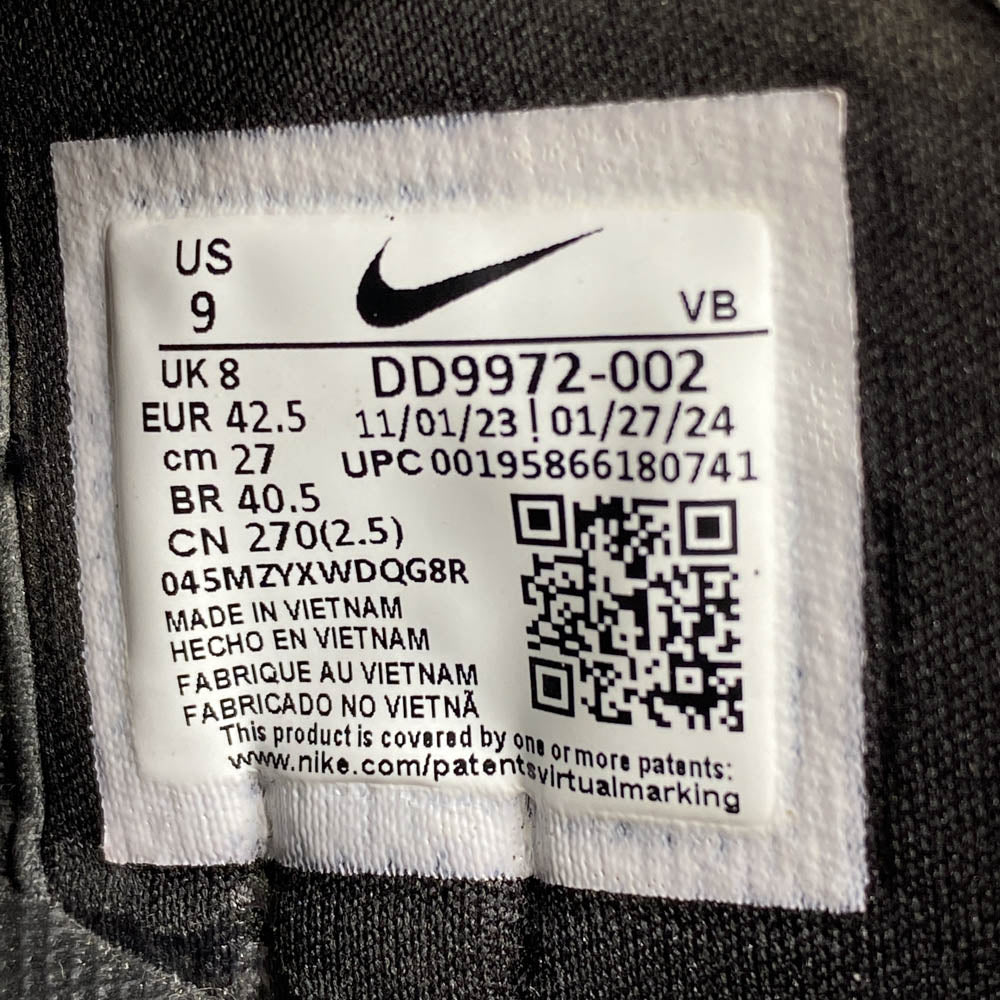 US
9
VB
UK 8
DD9972-002
EUR 42.5
11/01/23 | 01/27/24
cm 27
UPC 00195866180741
BR 40.5
CN 270(2.5)
045MZYXWDQG8R
MADE IN VIETNAM
HECHO EN VIETNAM
FABRIQUE AU VIETNAM
FABRICADO NO VIETNÃ
This product is covered by one or more patents:
www.nike.com/patentsvirtualmarking